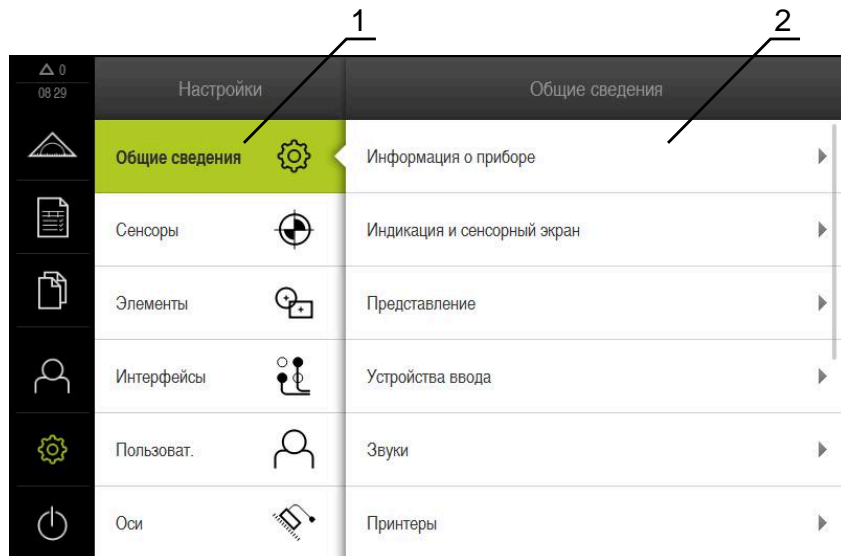 1
2
0
08 29
Настройки
Общие сведения
Общие сведения
Сенсоры
Элементы
Интерфейсы
Пользоват.
Оси
Информация о приборе
Индикация и сенсорный экран
Представление
Устройства ввода
Звуки
Принтеры